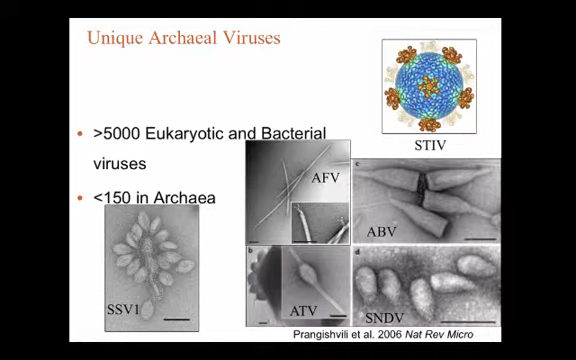 Unique Archaeal Viruses
STIV
• >5000 Eukaryotic and Bacterial
viruses
• <150 in Archaea
AFV
c
ABV
SSV1
b
ATV
d
SNDV
Prangishvili et al. 2006 Nat Rev Micro